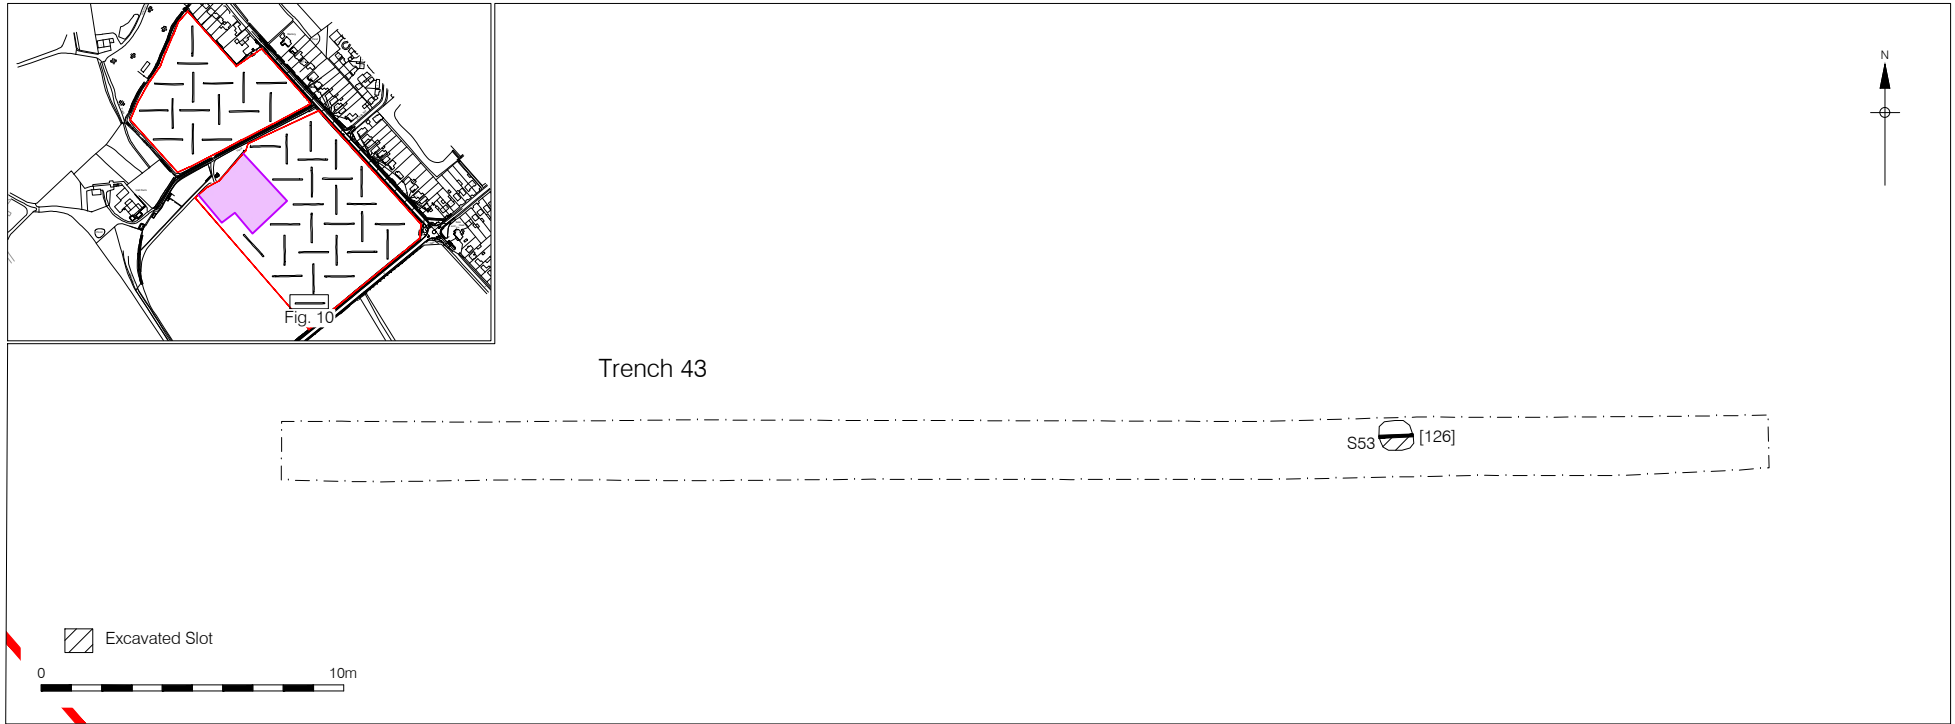 Fig. 10
N
Trench 43
S53
[126]
Excavated Slot
0
10m